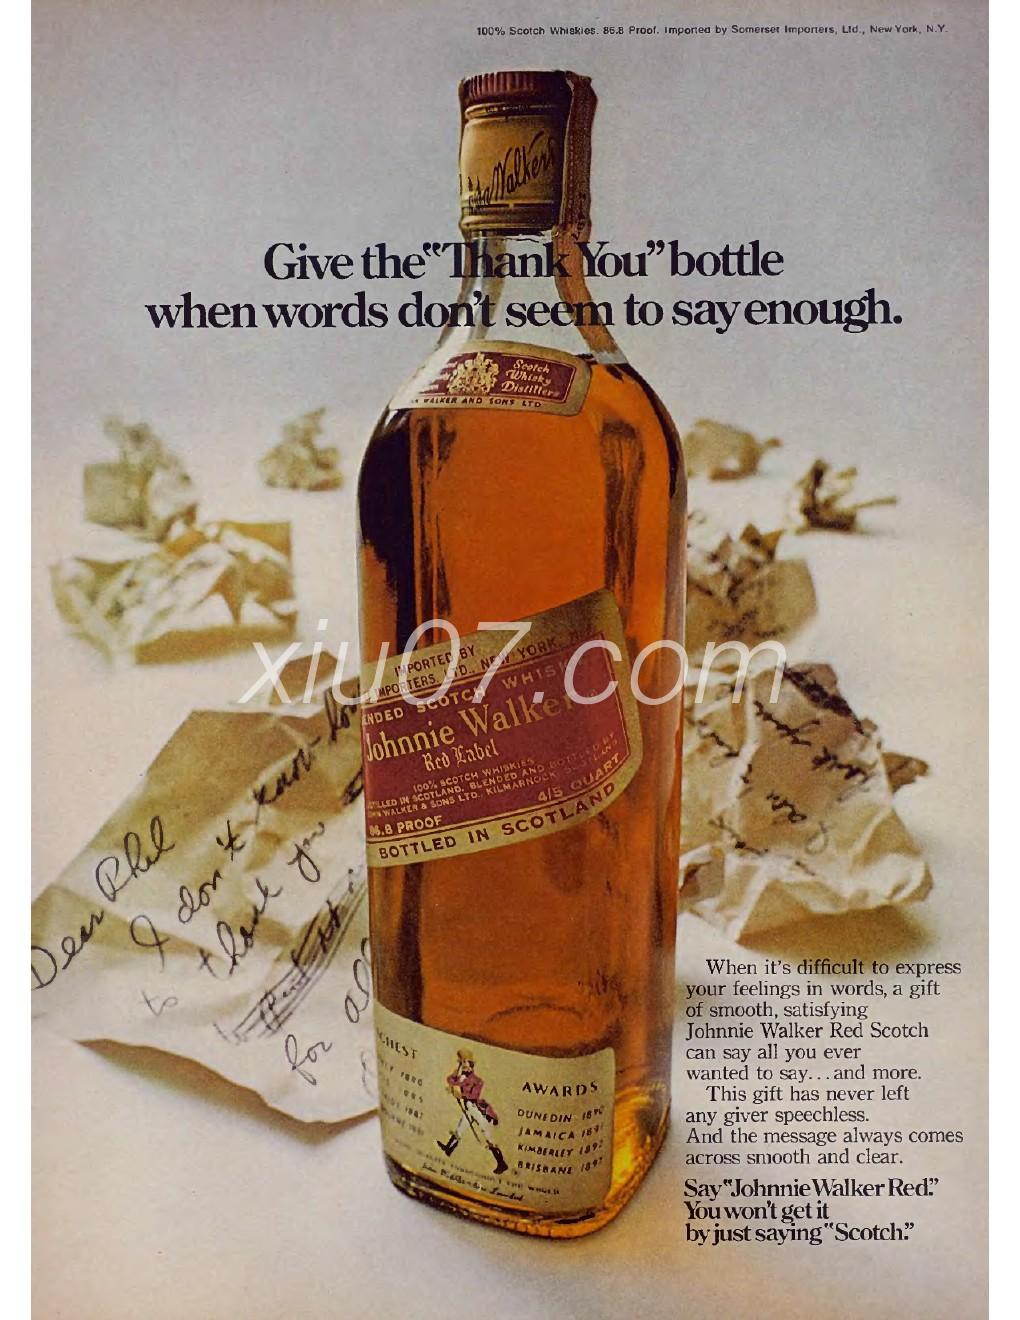 100% Scotch Whiskies. 86.8 Proof. Imported by Somerset Importers, Ltd., New York, N.Y.
Walker
Give the "Thank You" bottle
when words don't seem to say enough.
Scotch
Whisky
Distillers
WALKER AND SONS LTD
IMPORTED BY
IMPORTERS, LTD., NEW YORK, N.Y.
BLENDED SCOTCH WHISKY
Johnnie Walker
Red Label
100% SCOTCH WHISKIES
DISTILLED IN SCOTLAND, BLENDED AND BOTTLED BY
JOHN WALKER & SONS LTD., KILMARNOCK, SCOTLAND
86.8 PROOF 4/5 QUART
BOTTLED IN SCOTLAND
xiu07.com
Dear Phil
I don't know how
to thank you
for all
HIGHEST AWARDS
DUNEDIN 1890
JAMAICA 1891
KIMBERLEY 1892
BRISBANE 1897
When it's difficult to express
your feelings in words, a gift
of smooth, satisfying
Johnnie Walker Red Scotch
can say all you ever
wanted to say...and more.
This gift has never left
any giver speechless.
And the message always comes
across smooth and clear.
Say "Johnnie Walker Red."
You won't get it
by just saying "Scotch."